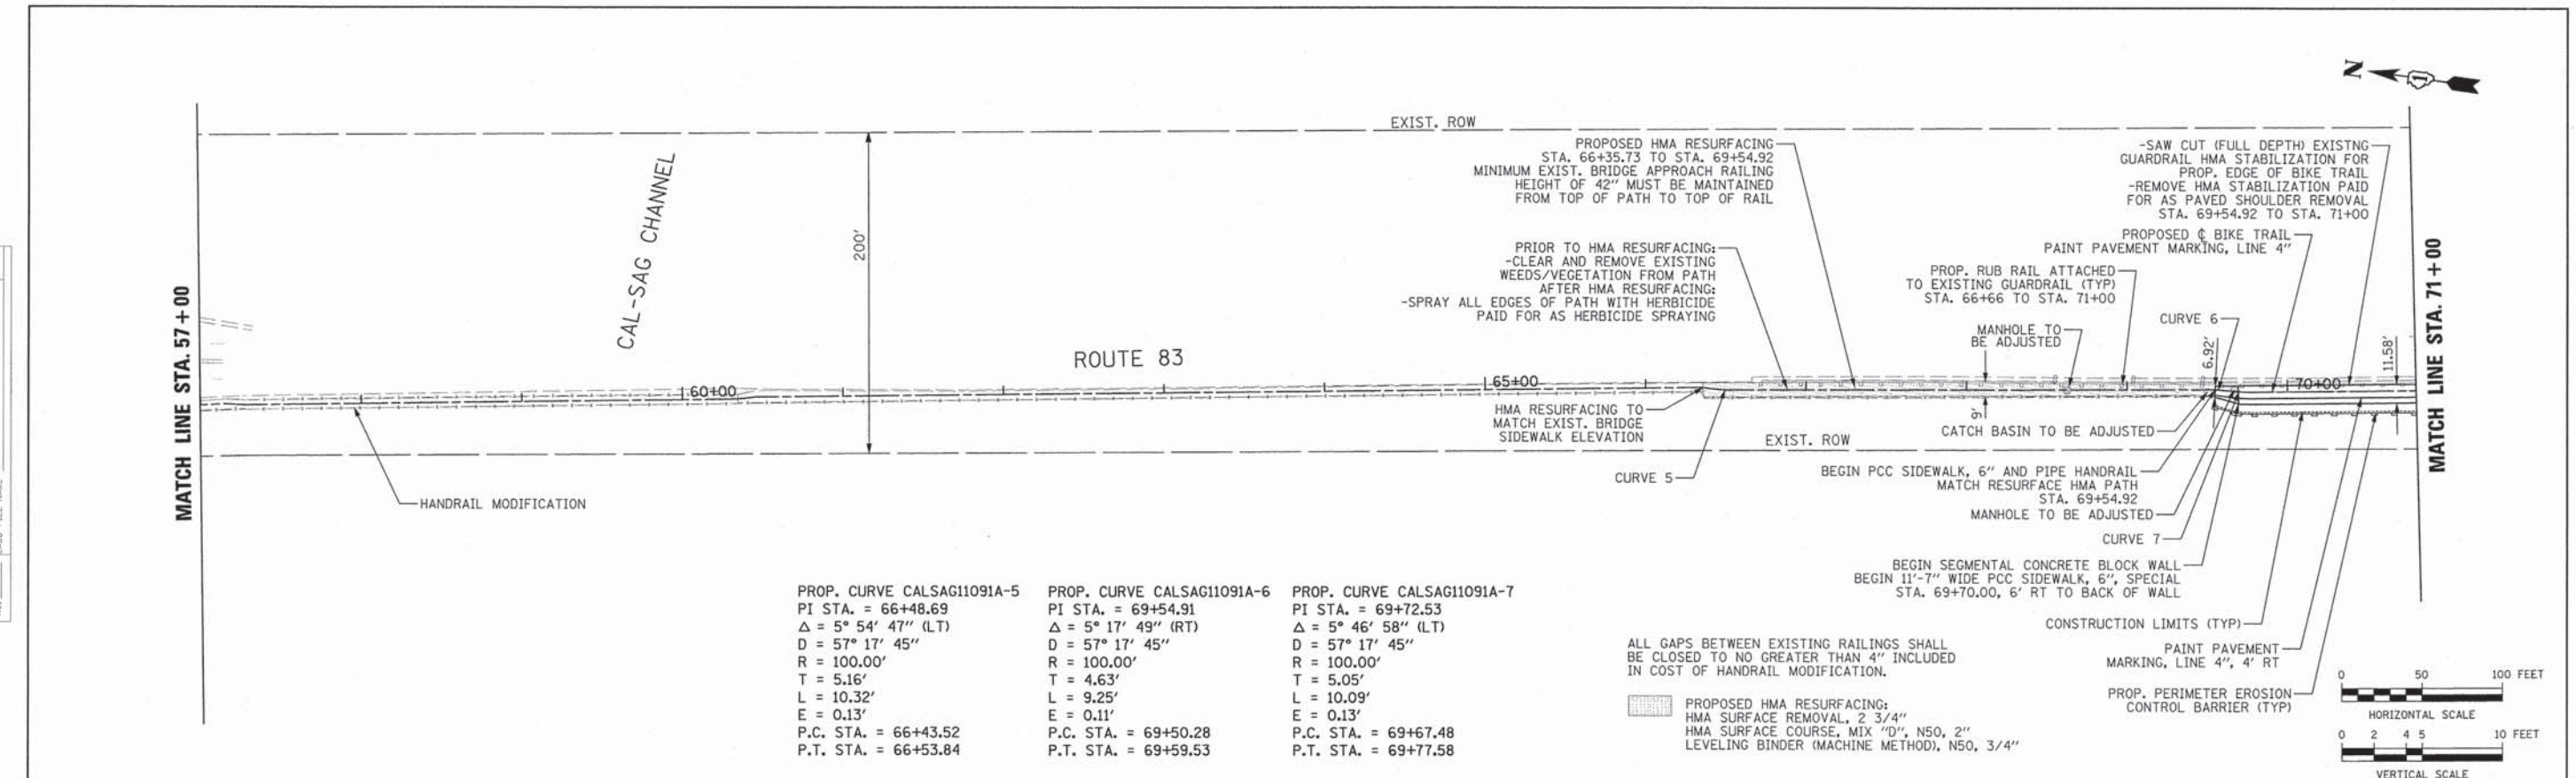 N
1
EXIST. ROW
CAL-SAG CHANNEL
200'
ROUTE 83
MATCH LINE STA. 57+00
60+00
65+00
70+00
MATCH LINE STA. 71+00
PROPOSED HMA RESURFACING
STA. 66+35.73 TO STA. 69+54.92
MINIMUM EXIST. BRIDGE APPROACH RAILING
HEIGHT OF 42" MUST BE MAINTAINED
FROM TOP OF PATH TO TOP OF RAIL
PRIOR TO HMA RESURFACING:
-CLEAR AND REMOVE EXISTING
WEEDS/VEGETATION FROM PATH
AFTER HMA RESURFACING:
-SPRAY ALL EDGES OF PATH WITH HERBICIDE
PAID FOR AS HERBICIDE SPRAYING
-SAW CUT (FULL DEPTH) EXISTNG
GUARDRAIL HMA STABILIZATION FOR
PROP. EDGE OF BIKE TRAIL
-REMOVE HMA STABILIZATION PAID
FOR AS PAVED SHOULDER REMOVAL
STA. 69+54.92 TO STA. 71+00
PROPOSED ℄ BIKE TRAIL
PAINT PAVEMENT MARKING, LINE 4"
PROP. RUB RAIL ATTACHED
TO EXISTING GUARDRAIL (TYP)
STA. 66+66 TO STA. 71+00
MANHOLE TO
BE ADJUSTED
CURVE 6
6.92'
11.58'
9'
HMA RESURFACING TO
MATCH EXIST. BRIDGE
SIDEWALK ELEVATION
CURVE 5
EXIST. ROW
CATCH BASIN TO BE ADJUSTED
BEGIN PCC SIDEWALK, 6" AND PIPE HANDRAIL
MATCH RESURFACE HMA PATH
STA. 69+54.92
MANHOLE TO BE ADJUSTED
CURVE 7
BEGIN SEGMENTAL CONCRETE BLOCK WALL
BEGIN 11'-7" WIDE PCC SIDEWALK, 6", SPECIAL
STA. 69+70.00, 6' RT TO BACK OF WALL
CONSTRUCTION LIMITS (TYP)
PAINT PAVEMENT
MARKING, LINE 4", 4' RT
PROP. PERIMETER EROSION
CONTROL BARRIER (TYP)
HANDRAIL MODIFICATION
PROP. CURVE CALSAG11091A-5
PI STA. = 66+48.69
Δ = 5° 54' 47" (LT)
D = 57° 17' 45"
R = 100.00'
T = 5.16'
L = 10.32'
E = 0.13'
P.C. STA. = 66+43.52
P.T. STA. = 66+53.84
PROP. CURVE CALSAG11091A-6
PI STA. = 69+54.91
Δ = 5° 17' 49" (RT)
D = 57° 17' 45"
R = 100.00'
T = 4.63'
L = 9.25'
E = 0.11'
P.C. STA. = 69+50.28
P.T. STA. = 69+59.53
PROP. CURVE CALSAG11091A-7
PI STA. = 69+72.53
Δ = 5° 46' 58" (LT)
D = 57° 17' 45"
R = 100.00'
T = 5.05'
L = 10.09'
E = 0.13'
P.C. STA. = 69+67.48
P.T. STA. = 69+77.58
ALL GAPS BETWEEN EXISTING RAILINGS SHALL
BE CLOSED TO NO GREATER THAN 4" INCLUDED
IN COST OF HANDRAIL MODIFICATION.
PROPOSED HMA RESURFACING:
HMA SURFACE REMOVAL, 2 3/4"
HMA SURFACE COURSE, MIX "D", N50, 2"
LEVELING BINDER (MACHINE METHOD), N50, 3/4"
0 50 100 FEET
HORIZONTAL SCALE
0 2 4 5 10 FEET
VERTICAL SCALE